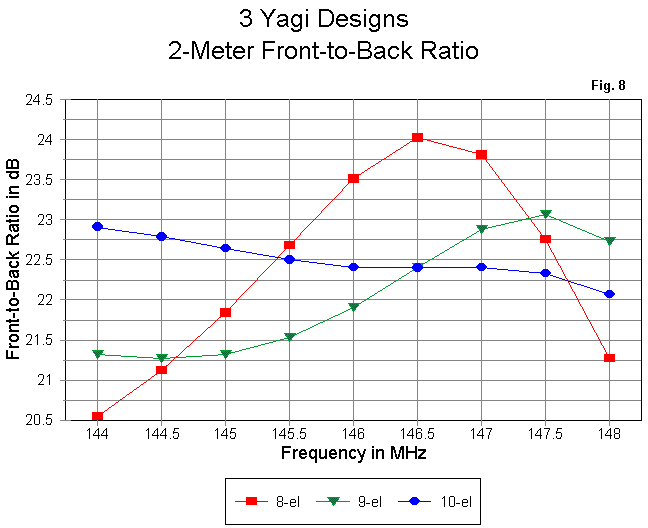 3 Yagi Designs
2-Meter Front-to-Back Ratio
Fig. 8
Front-to-Back Ratio in dB
24.5
24
23.5
23
22.5
22
21.5
21
20.5
144 144.5 145 145.5 146 146.5 147 147.5 148
Frequency in MHz
8-el 9-el 10-el